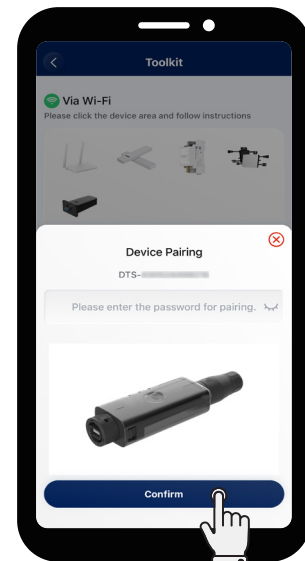 Toolkit
Via Wi-Fi
Please click the device area and follow instructions
Device Pairing
DTS-
Please enter the password for pairing.
Confirm